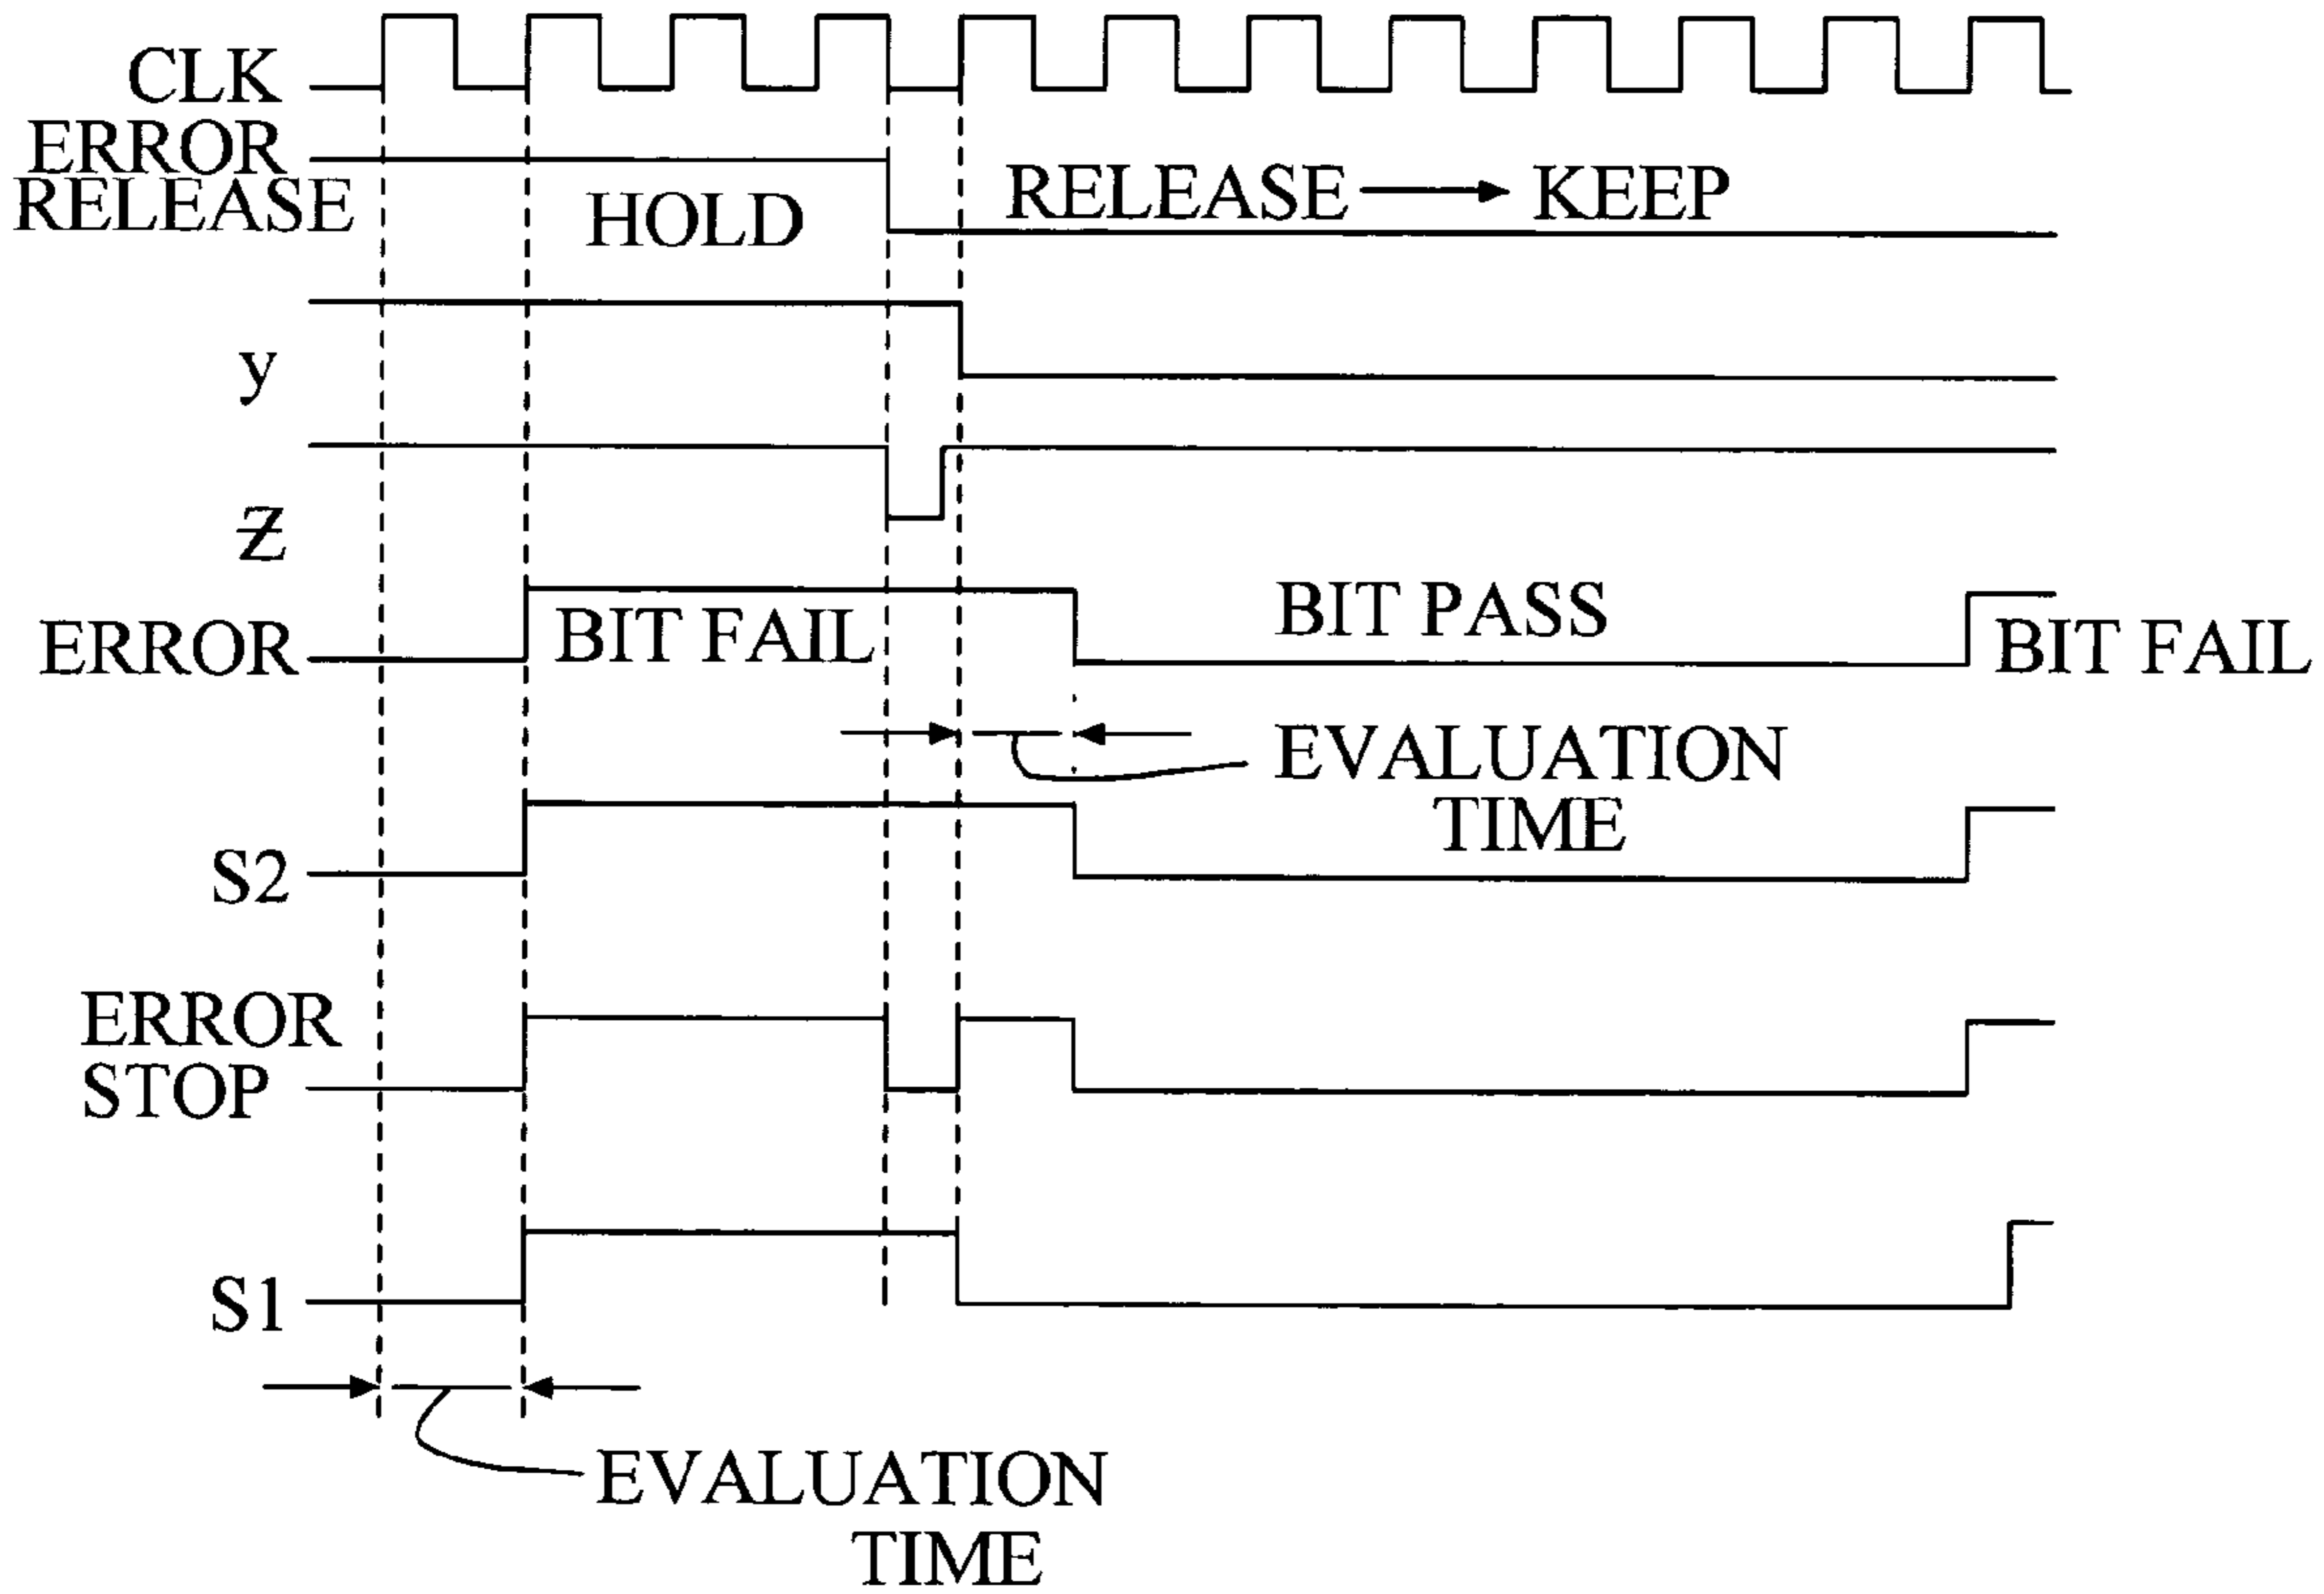 CLK
ERROR
RELEASE
HOLD
RELEASE
KEEP
y
Z
ERROR
BIT FAIL
BIT PASS
BIT FAIL
EVALUATION
TIME
S2
ERROR
STOP
S1
EVALUATION
TIME